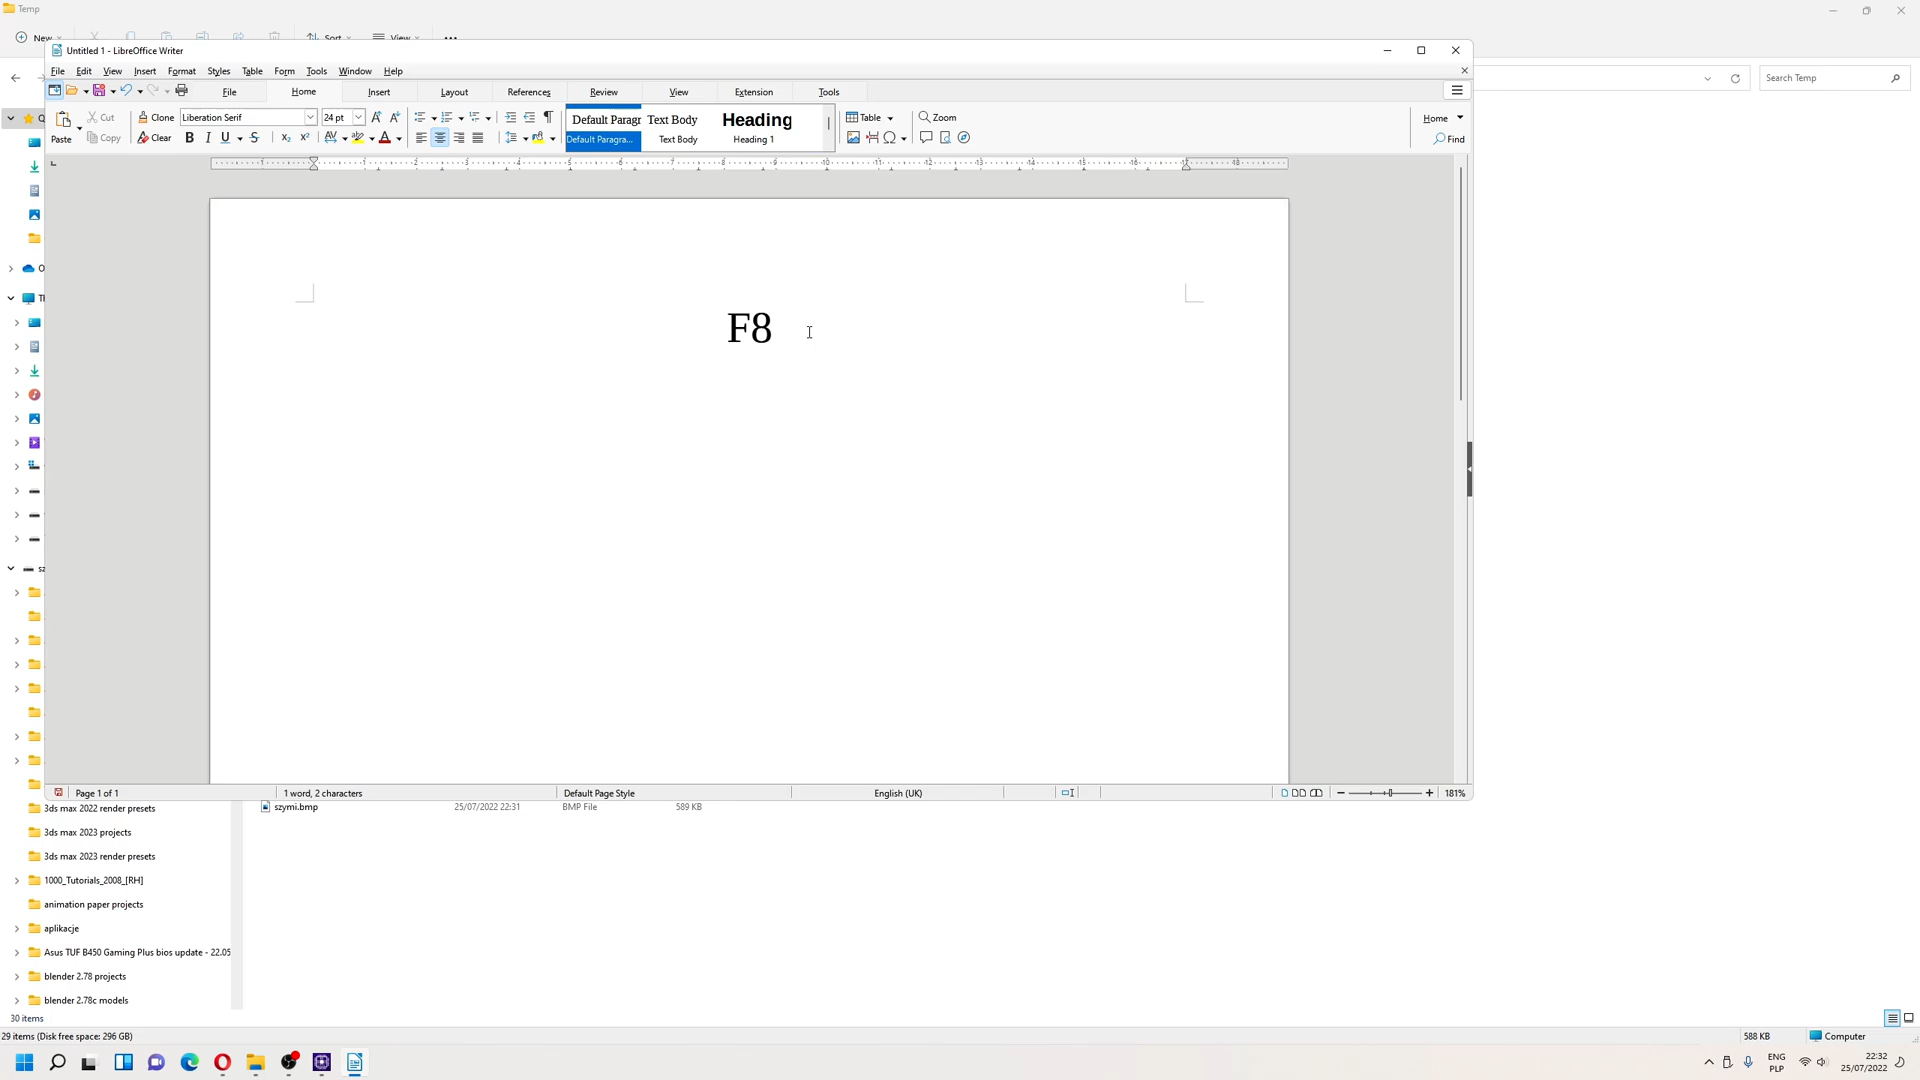 Temp
New
Sort
View
Search Temp
Untitled 1 - LibreOffice Writer
File Edit View Insert Format Styles Table Form Tools Window Help
File Home Insert Layout References Review View Extension Tools
Paste
Cut
Copy
Clone
Clear
Liberation Serif
24 pt
Default Paragr Text Body Heading
Default Paragra... Text Body Heading 1
Table
Zoom
Home
Find
F8
Page 1 of 1
1 word, 2 characters
Default Page Style
English (UK)
181%
szymi.bmp 25/07/2022 22:31 BMP File 589 KB
3ds max 2022 render presets
3ds max 2023 projects
3ds max 2023 render presets
1000_Tutorials_2008_[RH]
animation paper projects
aplikacje
Asus TUF B450 Gaming Plus bios update - 22.05
blender 2.78 projects
blender 2.78c models
30 items
29 items (Disk free space: 296 GB)
588 KB
Computer
ENG
PLP
22:32
25/07/2022